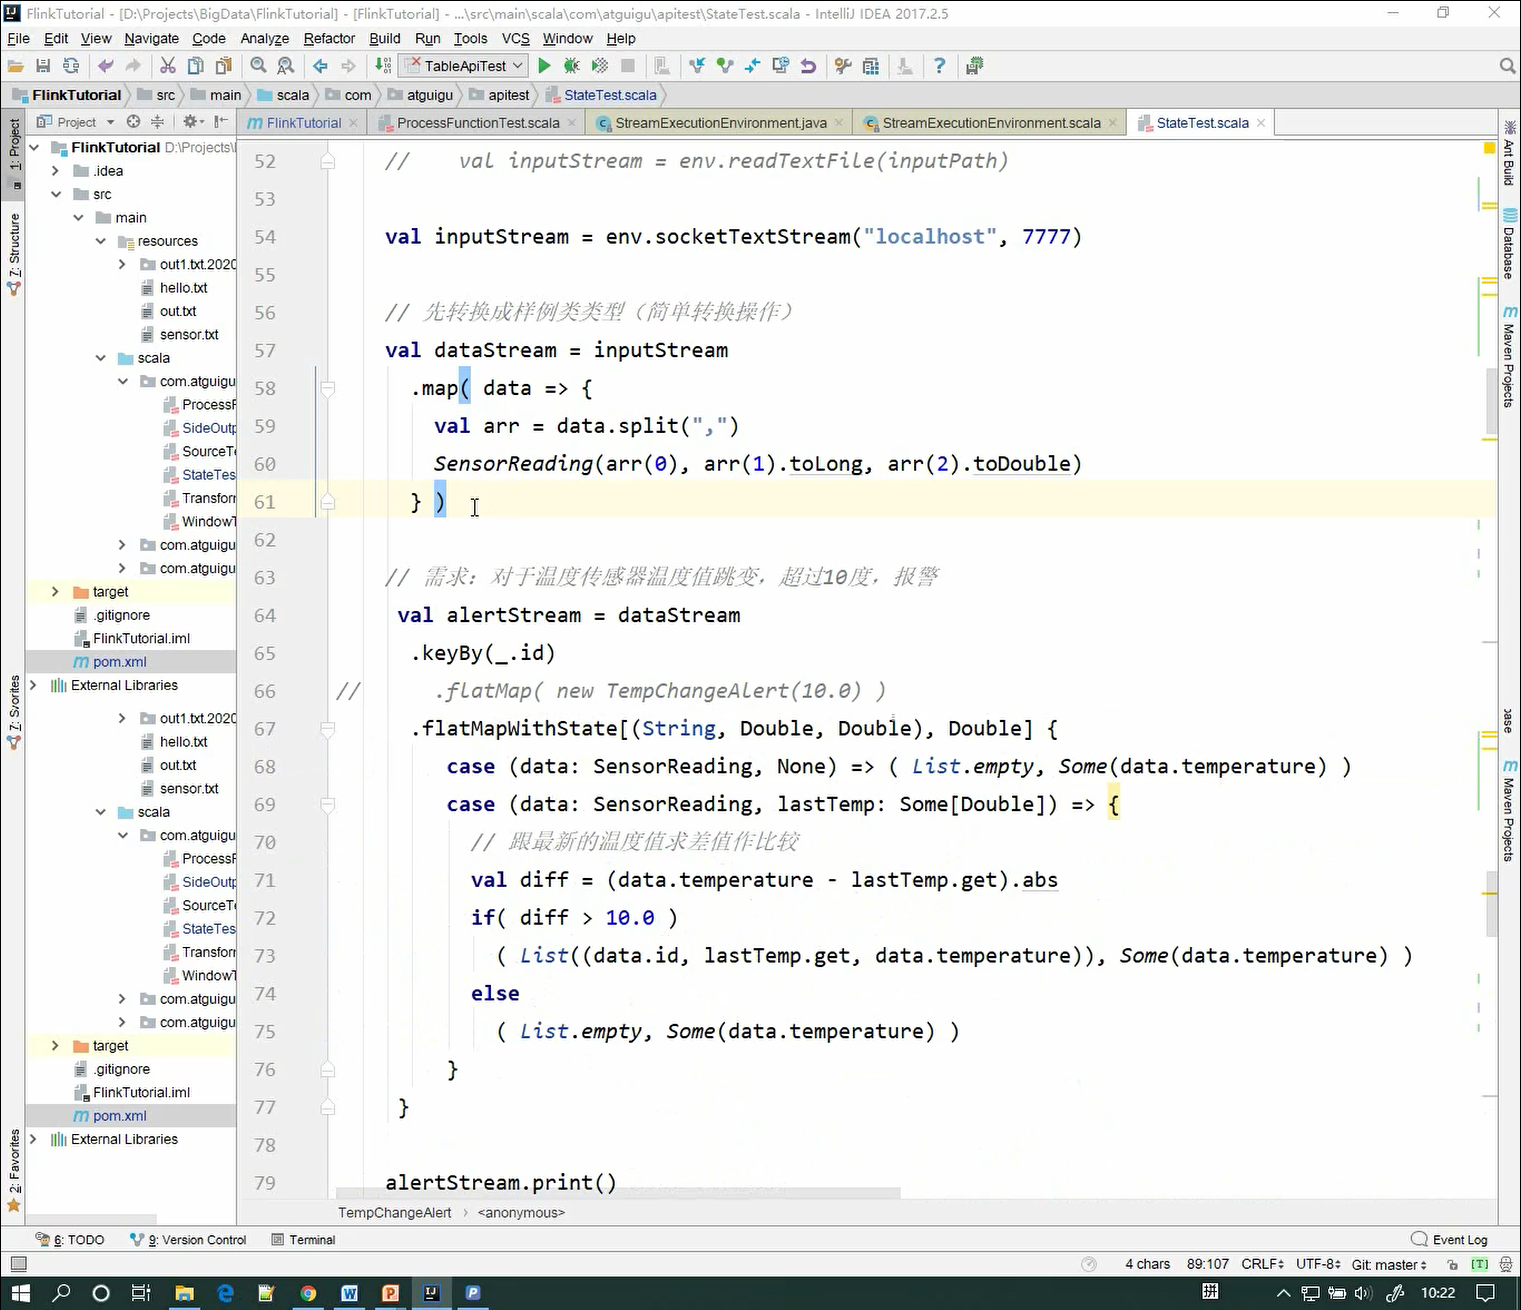 FlinkTutorial - [D:\Projects\BigData\FlinkTutorial] - [FlinkTutorial] - ...\src\main\scala\com\atguigu\apitest\StateTest.scala - IntelliJ IDEA 2017.2.5
File Edit View Navigate Code Analyze Refactor Build Run Tools VCS Window Help
TableApiTest
FlinkTutorial src main scala com atguigu apitest StateTest.scala
Project
FlinkTutorial ProcessFunctionTest.scala StreamExecutionEnvironment.java StreamExecutionEnvironment.scala StateTest.scala
1: Project
7: Structure
2: Favorites
Ant Build
Database
Maven Projects
Maven Projects
FlinkTutorial D:\Projects\
.idea
src
main
resources
out1.txt.2020
hello.txt
out.txt
sensor.txt
scala
com.atguigu
ProcessF
SideOutp
SourceTe
StateTes
Transforn
WindowT
com.atguigu
com.atguigu
target
.gitignore
FlinkTutorial.iml
pom.xml
External Libraries
out1.txt.2020
hello.txt
out.txt
sensor.txt
scala
com.atguigu
ProcessF
SideOutp
SourceTe
StateTes
Transforn
WindowT
com.atguigu
com.atguigu
target
.gitignore
FlinkTutorial.iml
pom.xml
External Libraries
52 // val inputStream = env.readTextFile(inputPath)
53
54 val inputStream = env.socketTextStream("localhost", 7777)
55
56 // 先转换成样例类类型（简单转换操作）
57 val dataStream = inputStream
58 .map( data => {
59 val arr = data.split(",")
60 SensorReading(arr(0), arr(1).toLong, arr(2).toDouble)
61 } )
62
63 // 需求：对于温度传感器温度值跳变，超过10度，报警
64 val alertStream = dataStream
65 .keyBy(_.id)
66 // .flatMap( new TempChangeAlert(10.0) )
67 .flatMapWithState[(String, Double, Double), Double] {
68 case (data: SensorReading, None) => ( List.empty, Some(data.temperature) )
69 case (data: SensorReading, lastTemp: Some[Double]) => {
70 // 跟最新的温度值求差值作比较
71 val diff = (data.temperature - lastTemp.get).abs
72 if( diff > 10.0 )
73 ( List((data.id, lastTemp.get, data.temperature)), Some(data.temperature) )
74 else
75 ( List.empty, Some(data.temperature) )
76 }
77 }
78
79 alertStream.print()
TempChangeAlert <anonymous>
6: TODO 9: Version Control Terminal Event Log
4 chars 89:107 CRLF UTF-8 Git: master [T]
拼 10:22